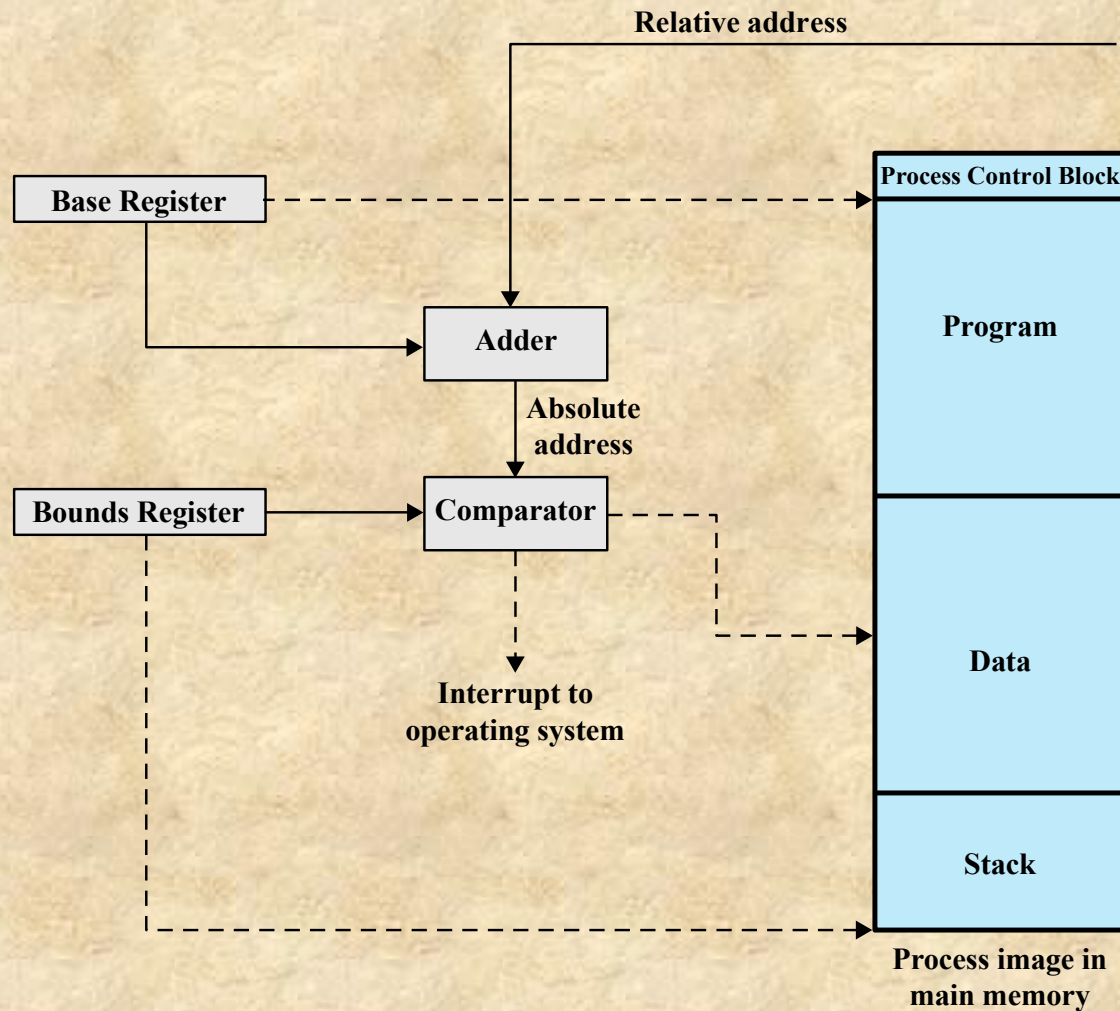 Relative address
Process Control Block
Base Register
Program
Adder
Absolute
address
Bounds Register
Comparator
Data
Interrupt to
operating system
Stack
Process image in
main memory